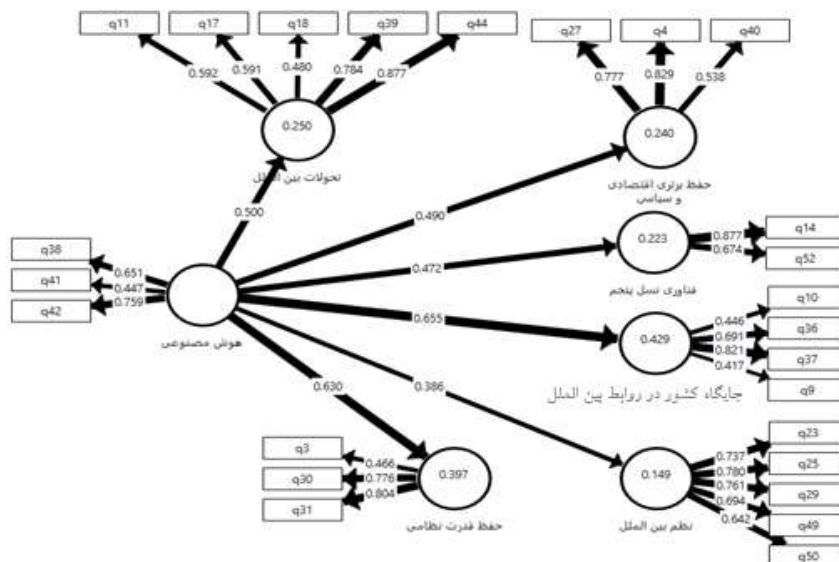 q11
q17
q18
q39
q44
q27
q4
q40
0.592
0.591
0.480
0.784
0.877
0.777
0.829
0.538
0.250
0.240
تحولات بین الملل
حفظ برتری اقتصادی
و سیاسی
0.500
0.490
q38
q41
q42
0.651
0.447
0.759
هوش مصنوعی
0.472
0.223
0.877
0.674
q14
q52
فناوری نسل پنجم
0.655
0.429
0.446
0.691
0.821
0.417
q10
q36
q37
q9
جایگاه کشور در روابط بین الملل
0.630
0.386
q3
q30
q31
0.466
0.776
0.804
0.397
حفظ قدرت نظامی
0.149
0.737
0.780
0.761
0.694
0.642
q23
q25
q29
q49
q50
نظم بین الملل